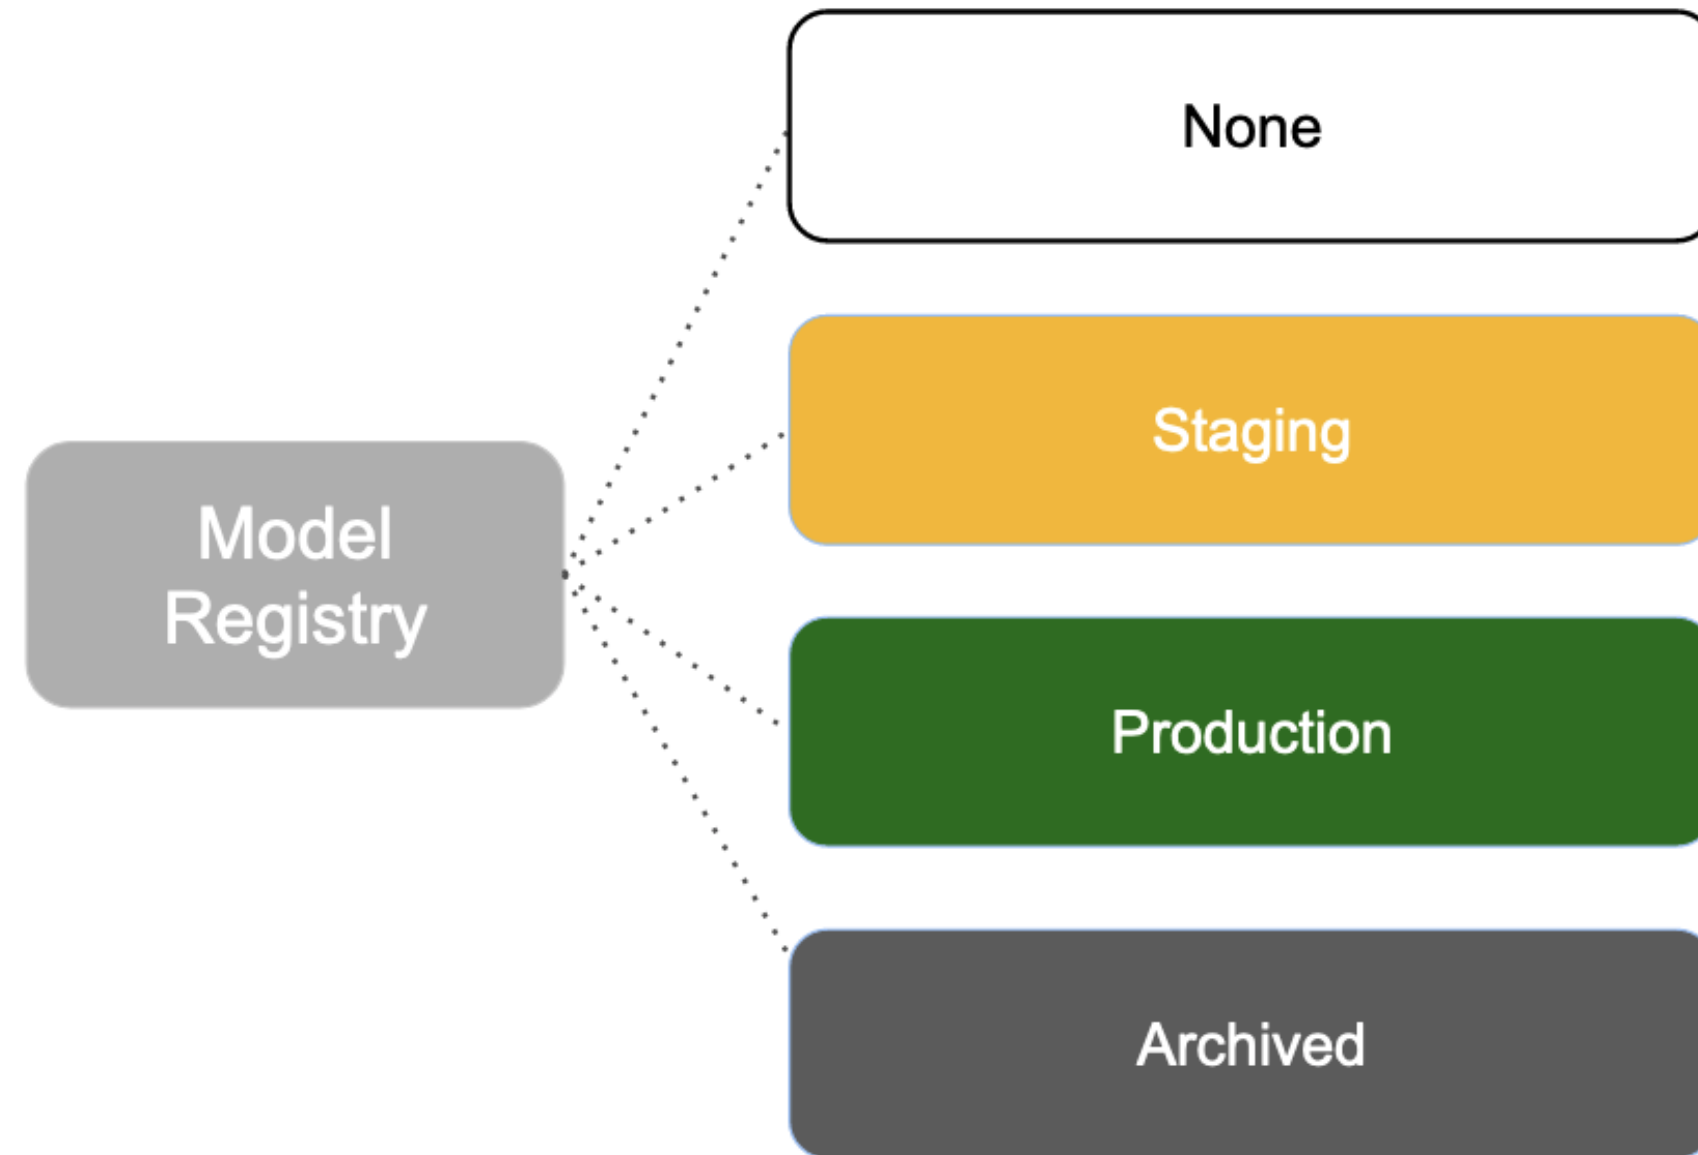 Model
Registry
None
Staging
Production
Archived